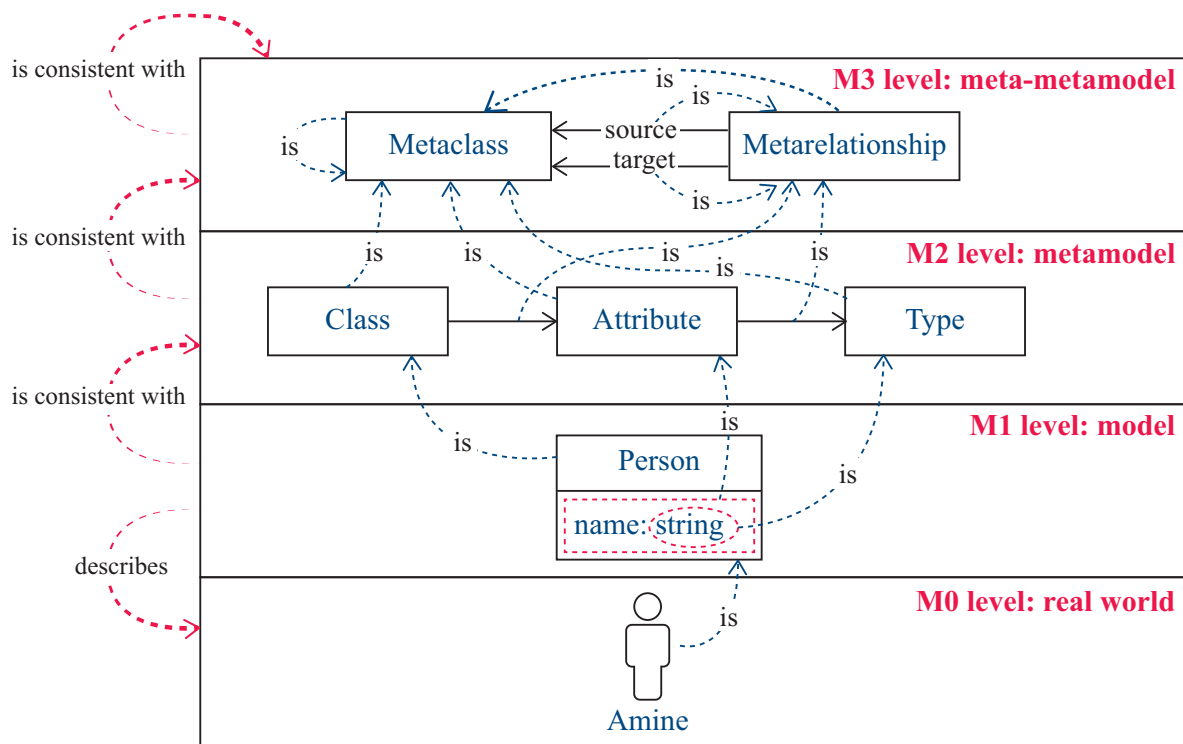 is consistent with
M3 level: meta-metamodel
is
is
Metaclass
source
target
Metarelationship
is
is
is consistent with
M2 level: metamodel
is
is
is
is
is
Class
Attribute
Type
is consistent with
M1 level: model
is
is
is
Person
name: string
describes
M0 level: real world
is
Amine